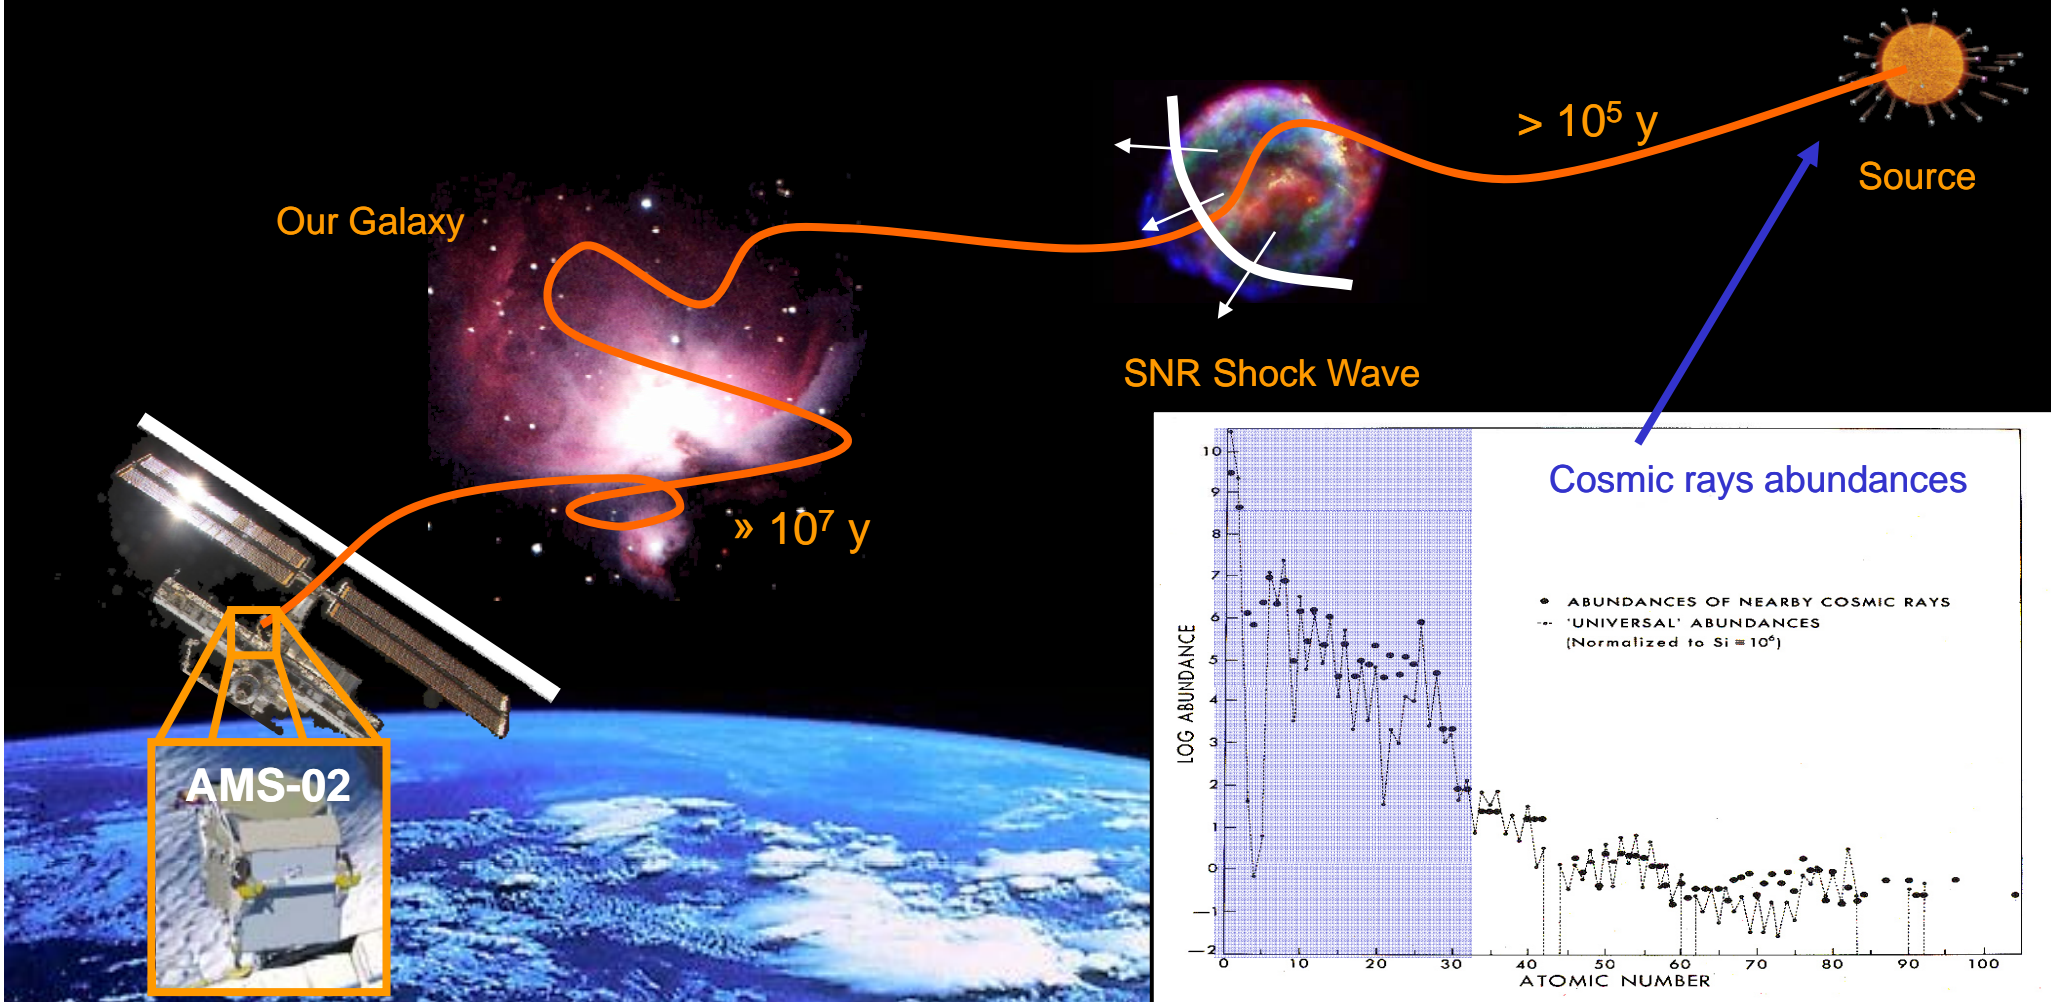 > 10⁵ y
Source
Our Galaxy
SNR Shock Wave
» 10⁷ y
AMS-02
Cosmic rays abundances
ABUNDANCES OF NEARBY COSMIC RAYS
'UNIVERSAL' ABUNDANCES
(Normalized to Si = 10⁶)
LOG ABUNDANCE
10
9
8
7
6
5
4
3
2
1
0
—1
—2
0 10 20 30 40 50 60 70 80 90 100
ATOMIC NUMBER